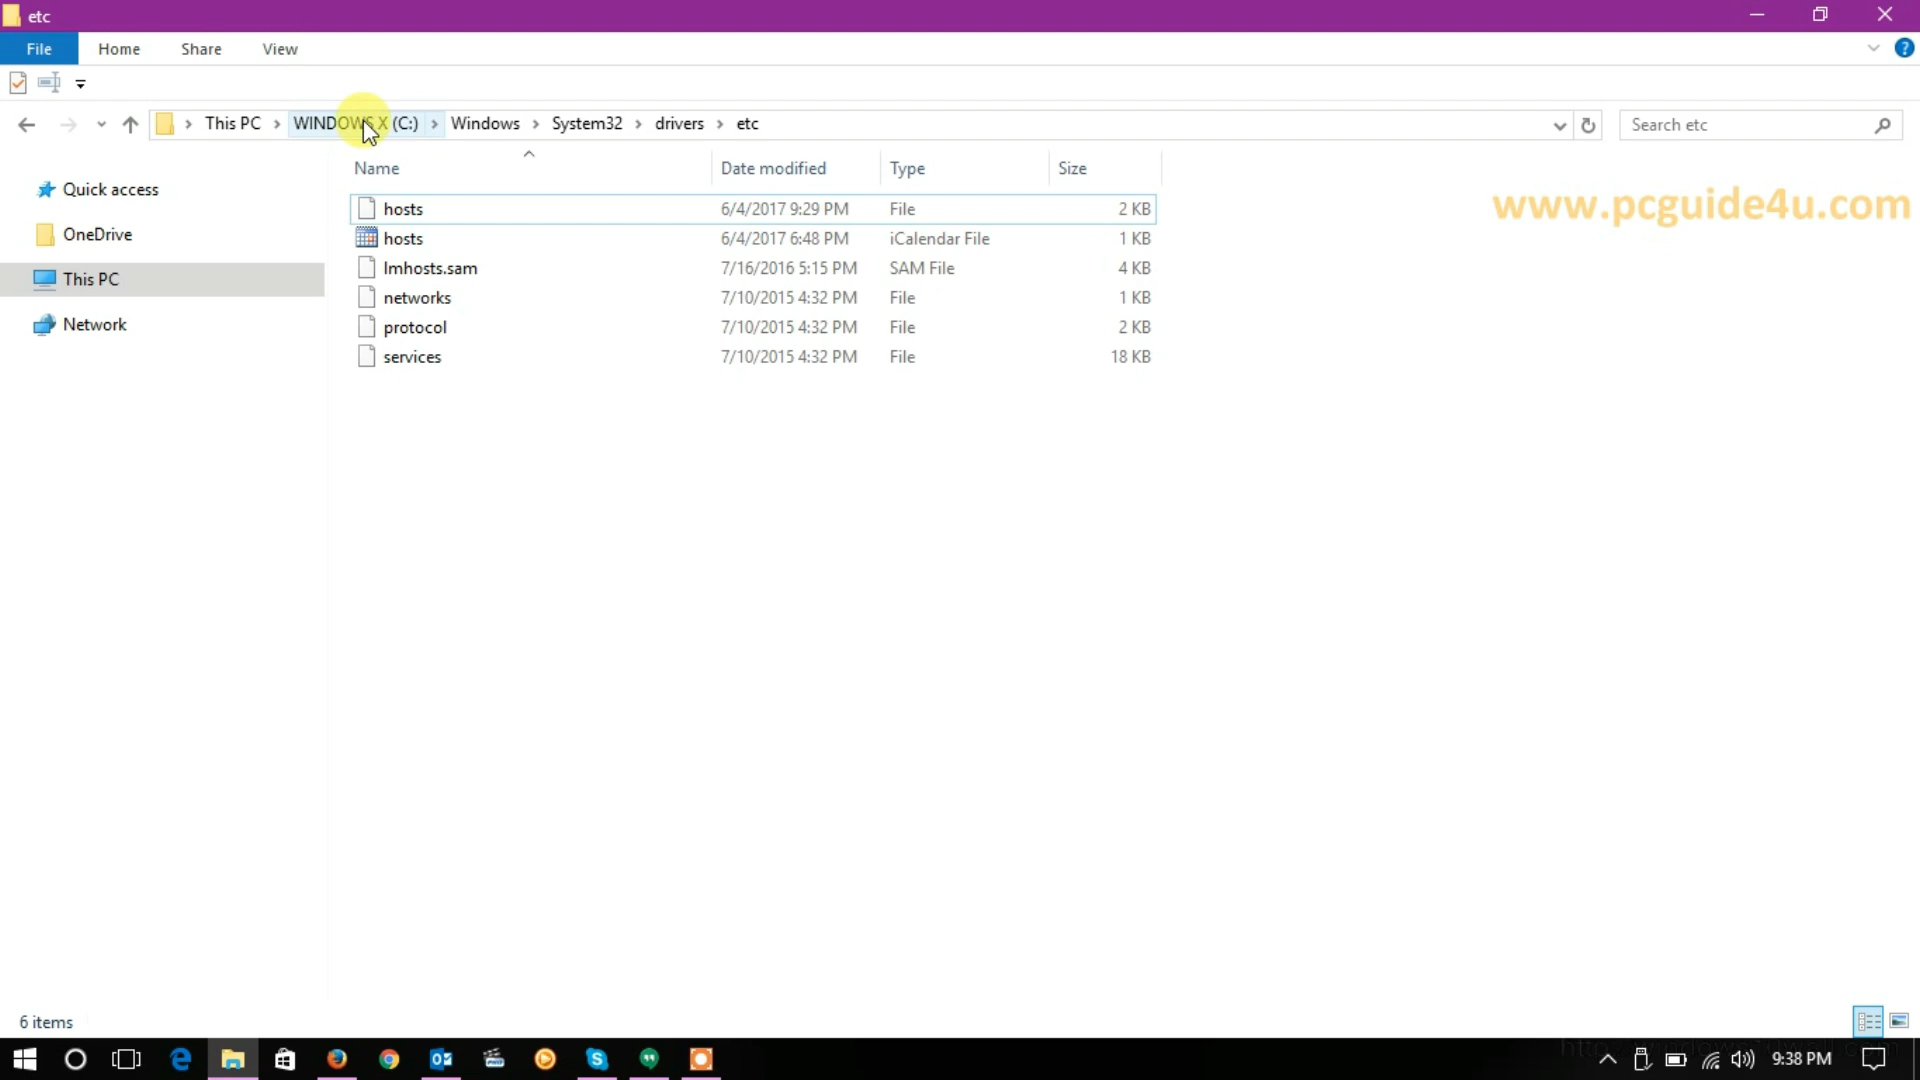 etc
File Home Share View
This PC WINDOWS X (C:) Windows System32 drivers etc Search etc
Name Date modified Type Size
Quick access
OneDrive
This PC
Network
hosts 6/4/2017 9:29 PM File 2 KB
hosts 6/4/2017 6:48 PM iCalendar File 1 KB
lmhosts.sam 7/16/2016 5:15 PM SAM File 4 KB
networks 7/10/2015 4:32 PM File 1 KB
protocol 7/10/2015 4:32 PM File 2 KB
services 7/10/2015 4:32 PM File 18 KB
www.pcguide4u.com
6 items
9:38 PM